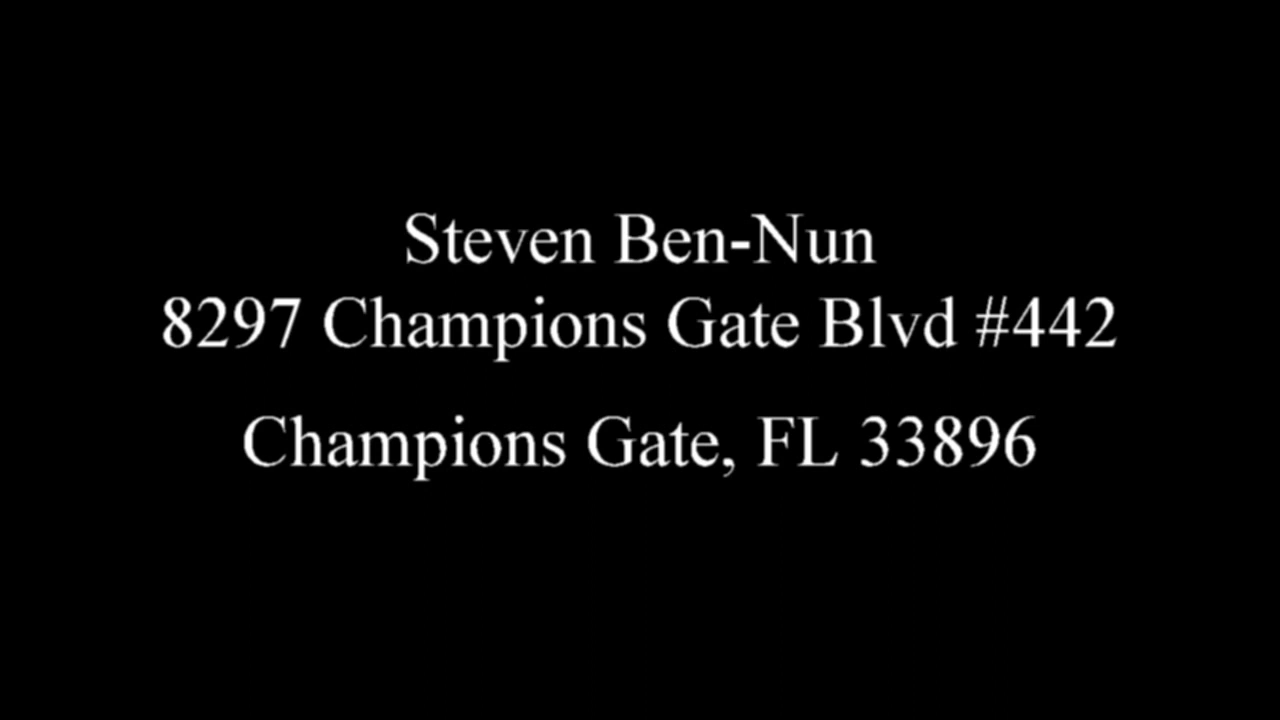 Steven Ben-Nun
8297 Champions Gate Blvd #442
Champions Gate, FL 33896